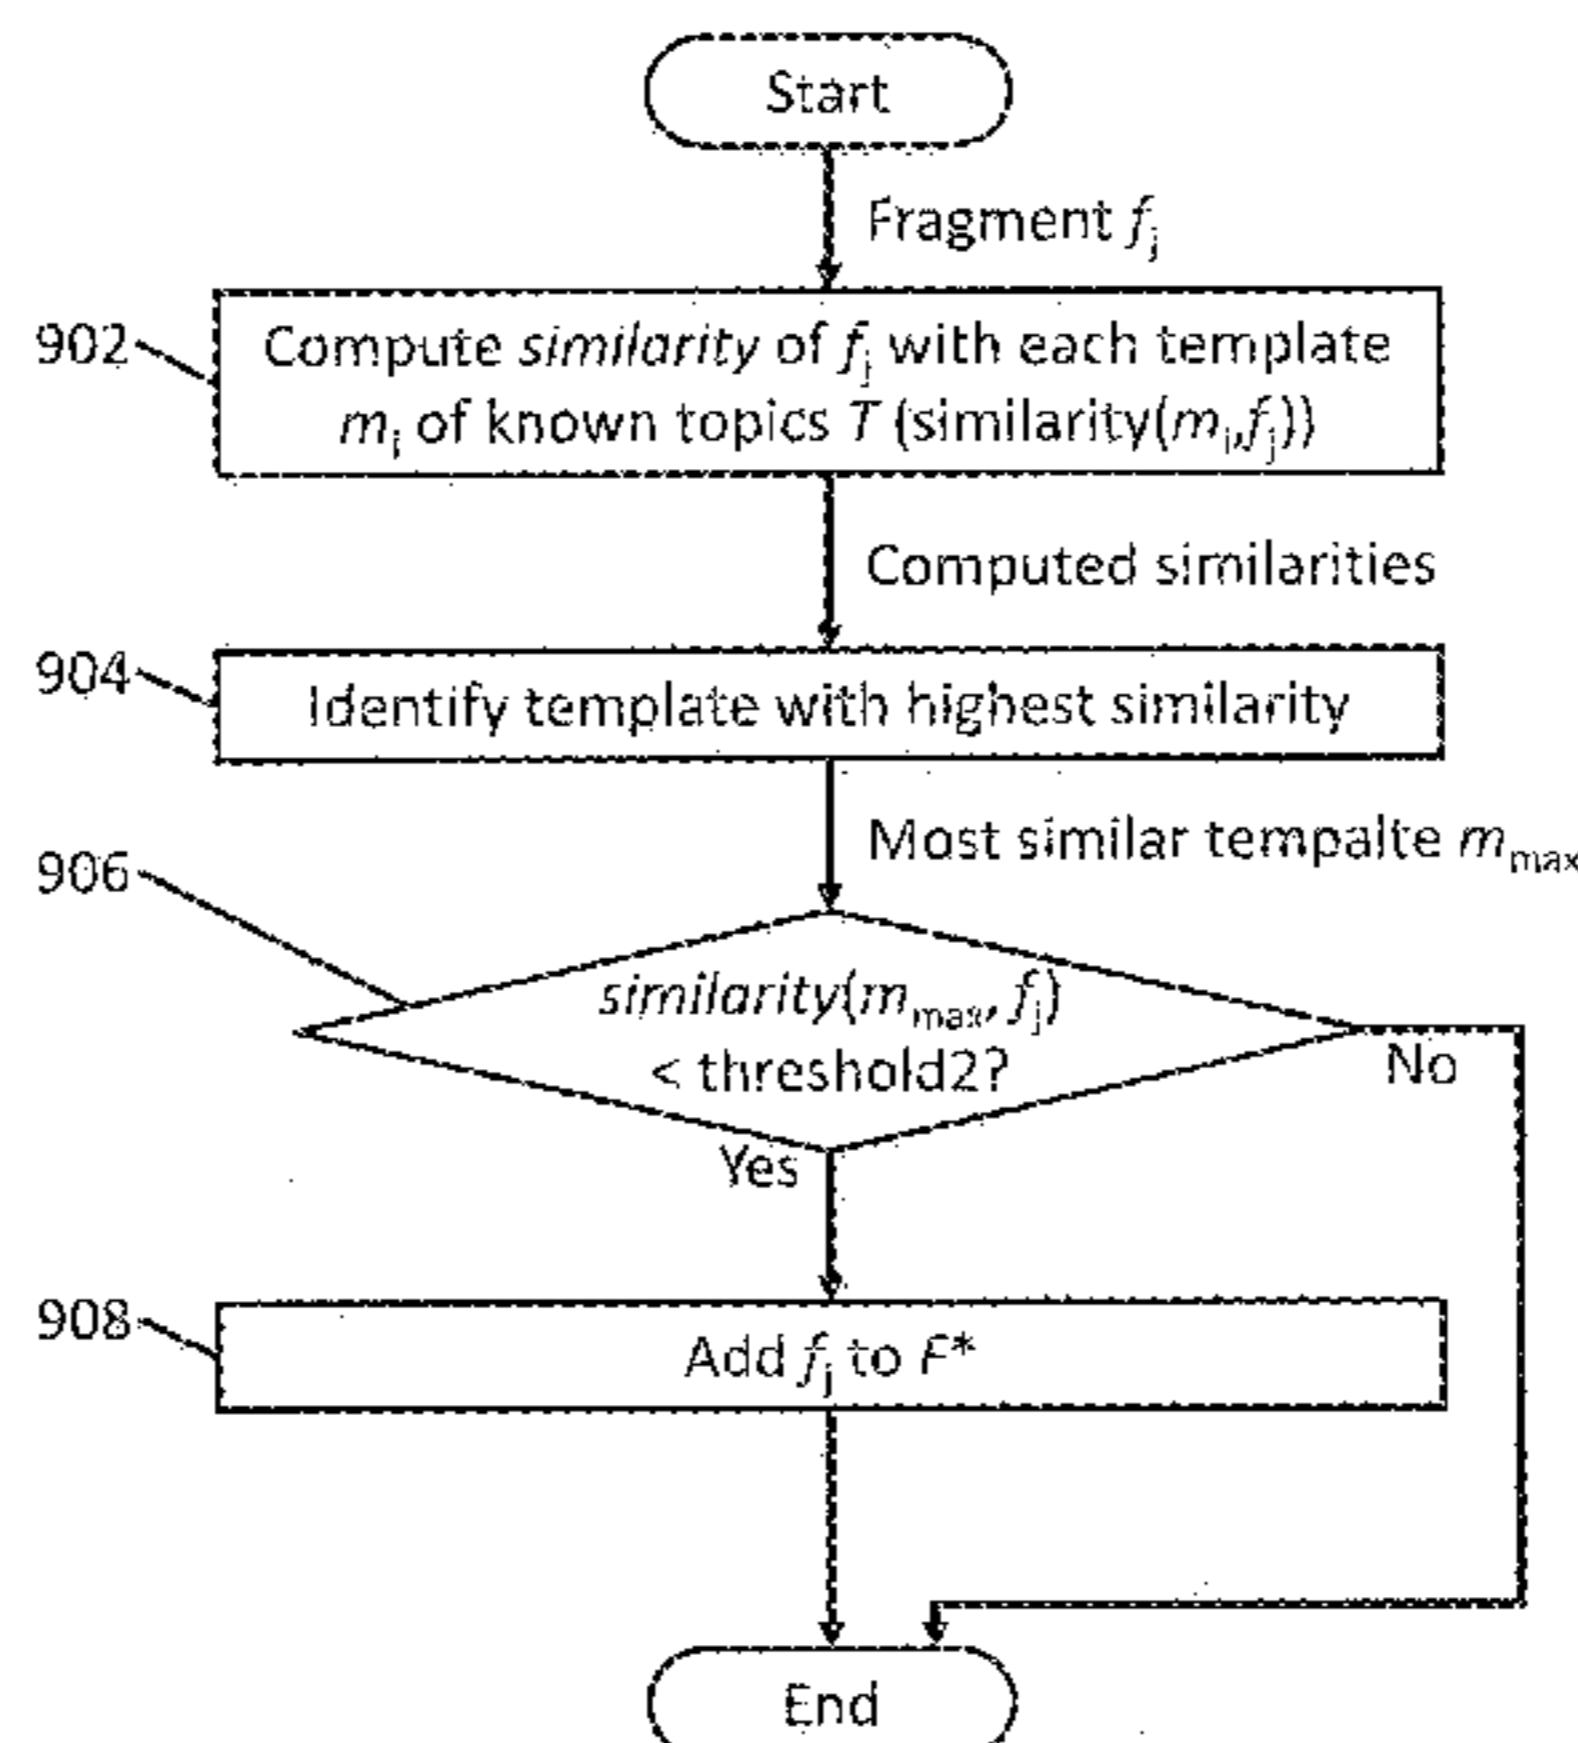 Start
Fragment fj
902
Compute similarity of fj with each template
mi of known topics T (similarity(mi,fj))
Computed similarities
904
Identify template with highest similarity
Most similar tempalte mmax
906
similarity(mmax, fj)
< threshold2?
No
Yes
908
Add fj to F*
End